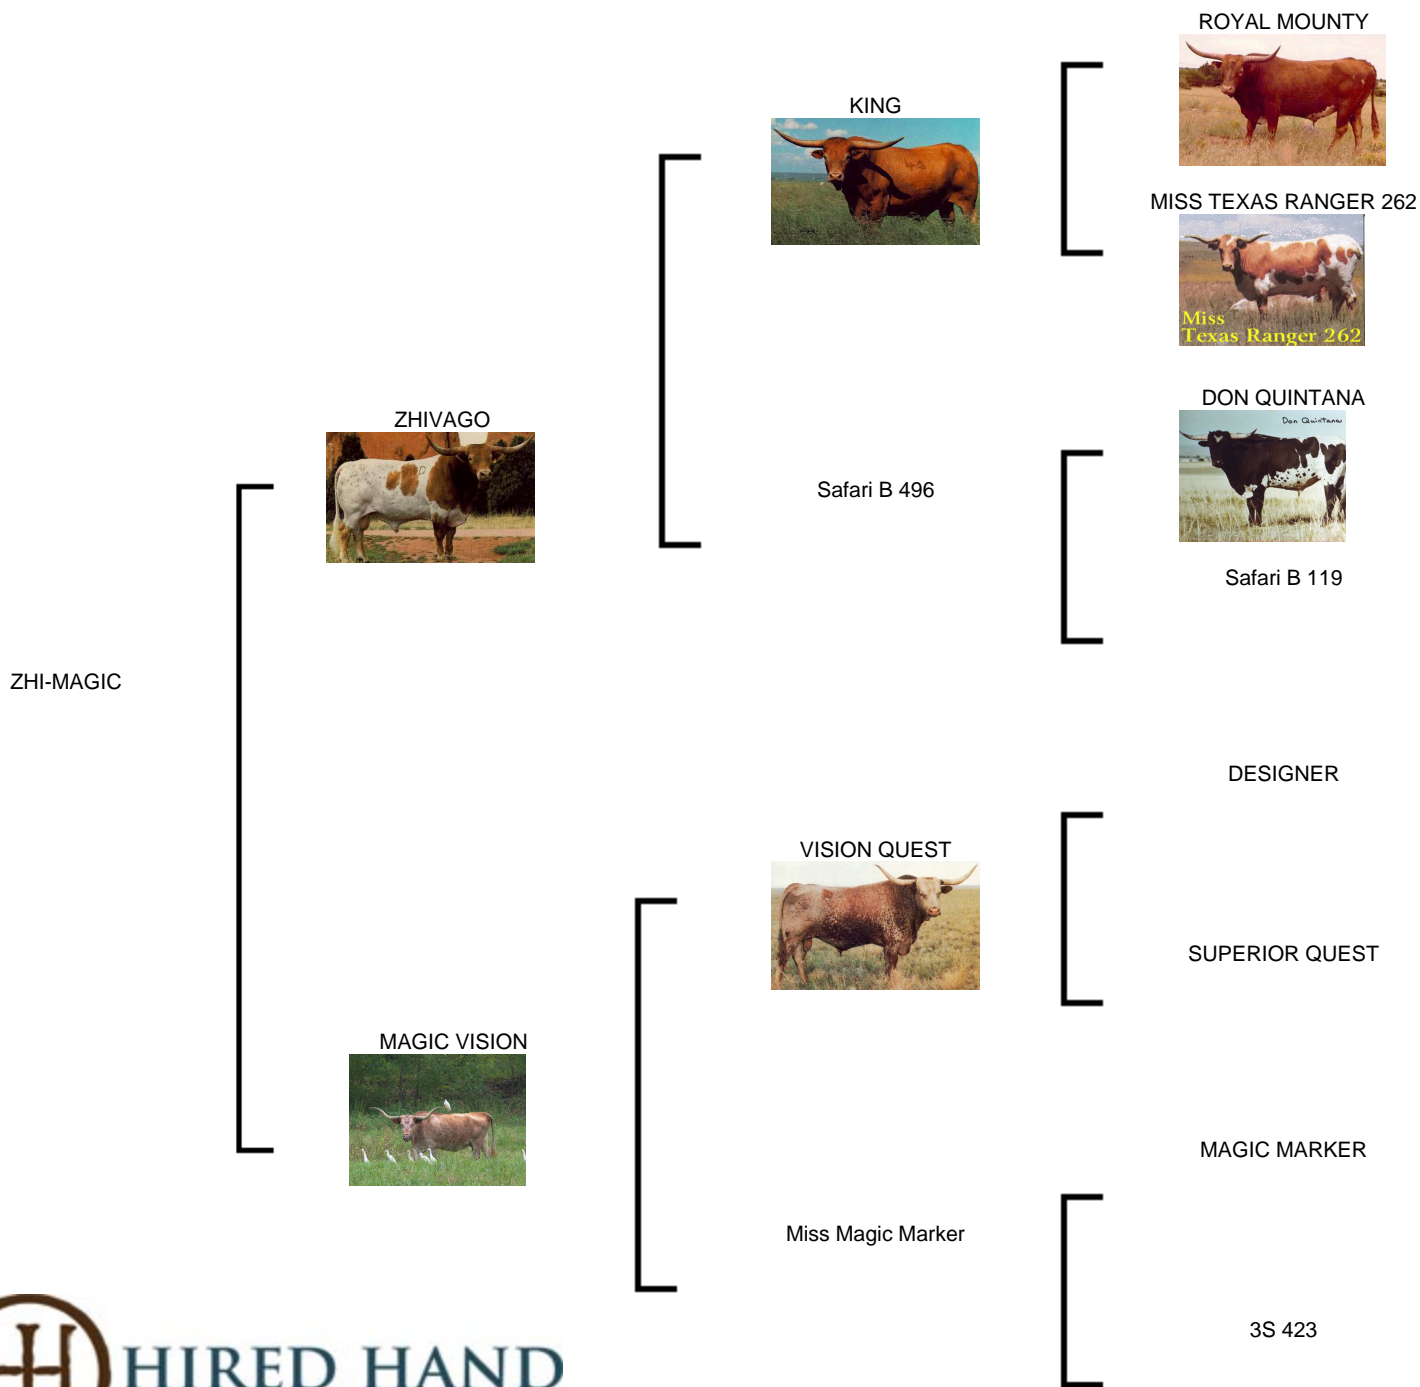 ROYAL MOUNTY
KING
MISS TEXAS RANGER 262
Miss
Texas Ranger 262
DON QUINTANA
Don Quintana
ZHIVAGO
Safari B 496
Safari B 119
ZHI-MAGIC
DESIGNER
VISION QUEST
SUPERIOR QUEST
MAGIC VISION
MAGIC MARKER
Miss Magic Marker
3S 423
HIRED HAND